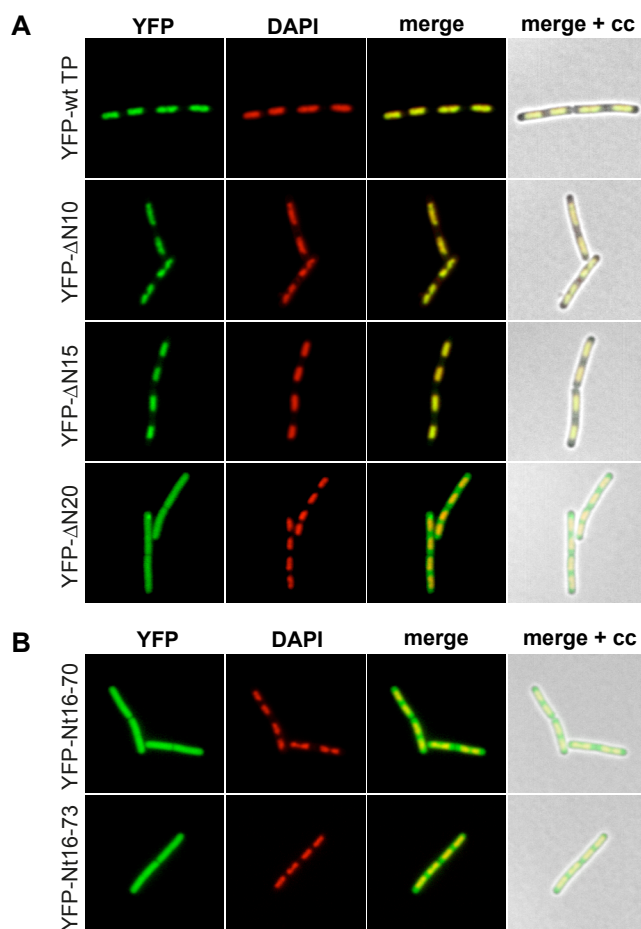 A
YFP DAPI merge merge + cc
YFP-wt TP
YFP-ΔN10
YFP-ΔN15
YFP-ΔN20
B
YFP DAPI merge merge + cc
YFP-Nt16-70
YFP-Nt16-73